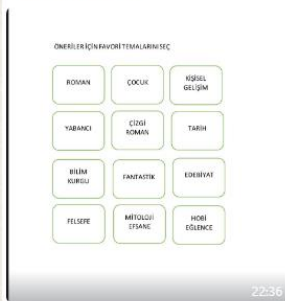 ÖNERİLER İÇİN FAVORİ TEMALARINI SEÇ
ROMAN
ÇOCUK
KİŞİSEL
GELİŞİM
YABANCI
ÇİZGİ
ROMAN
TARİH
BİLİM
KURGU
FANTASTİK
EDEBİYAT
FELSEFE
MİTOLOJİ
EFSANE
HOBİ
EĞLENCE
22:36